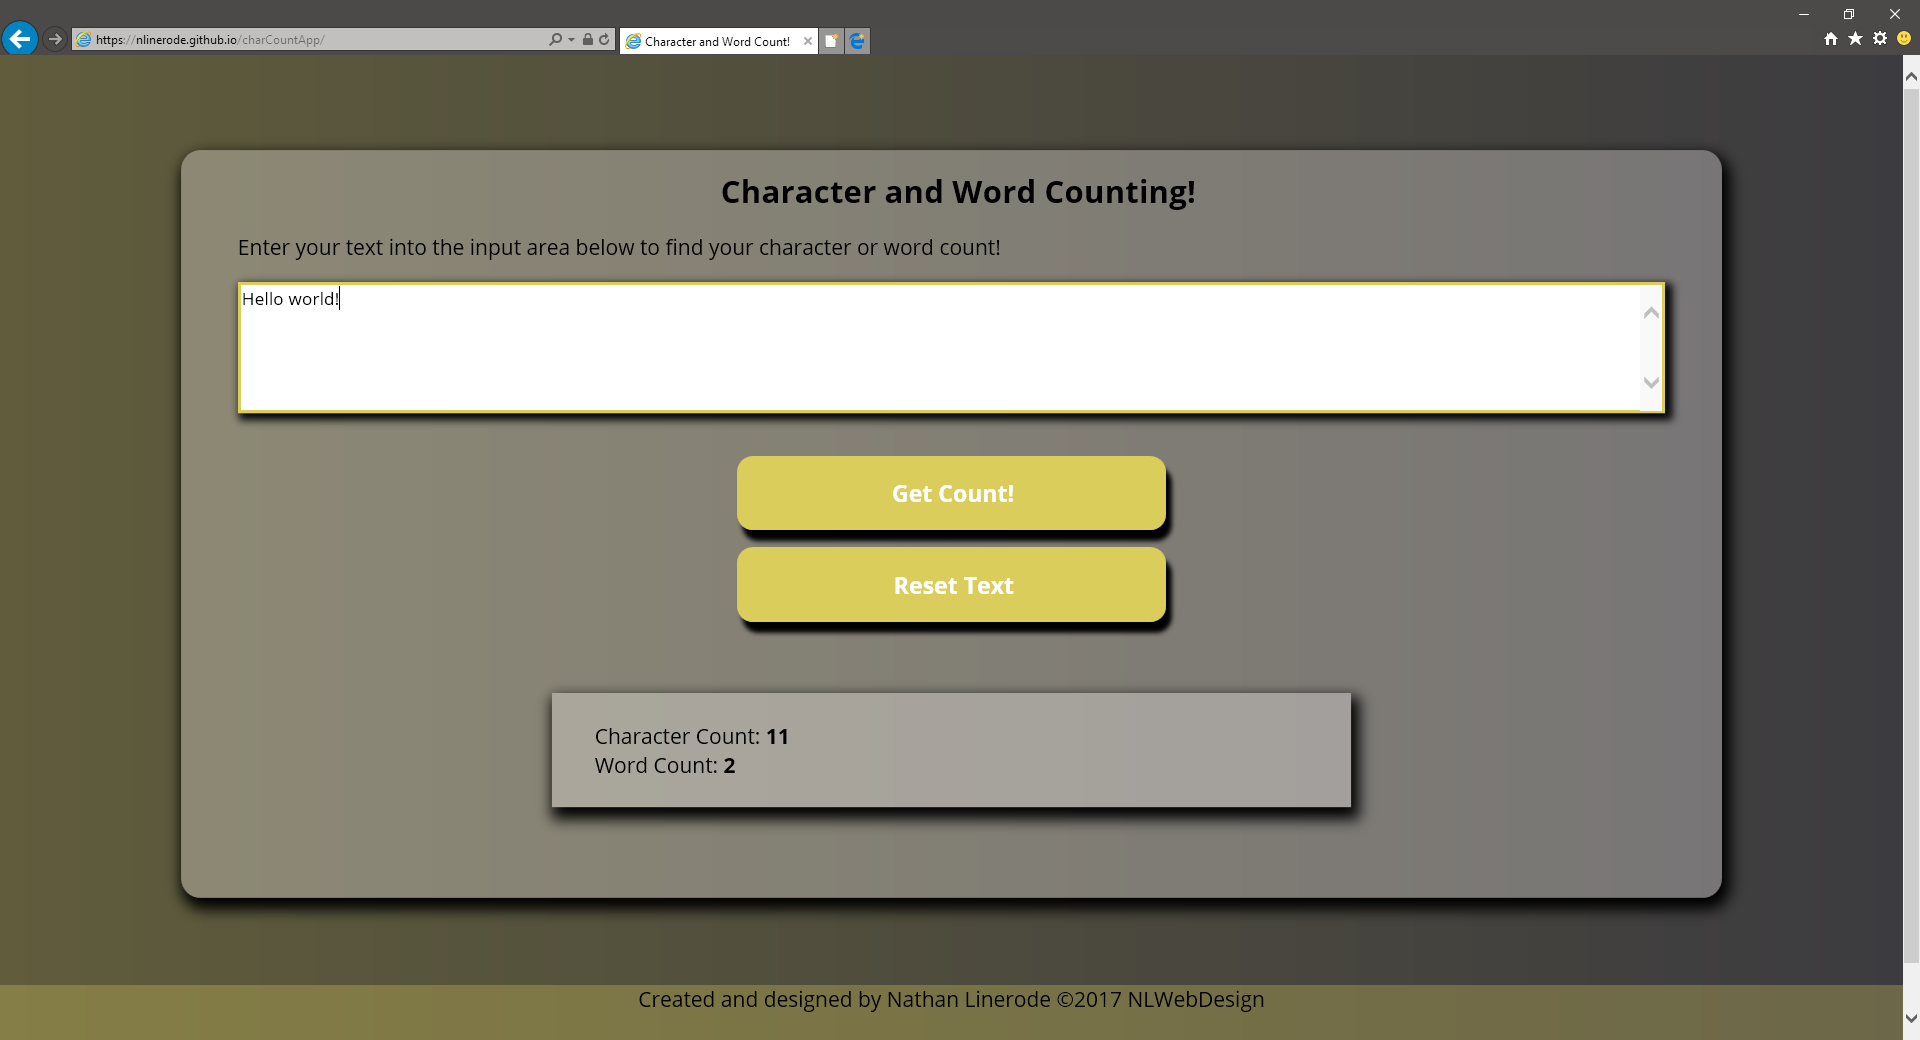 https://nlinerode.github.io/charCountApp/
Character and Word Count!
Character and Word Counting!
Enter your text into the input area below to find your character or word count!
Hello world!
Get Count!
Reset Text
Character Count: 11
Word Count: 2
Created and designed by Nathan Linerode ©2017 NLWebDesign